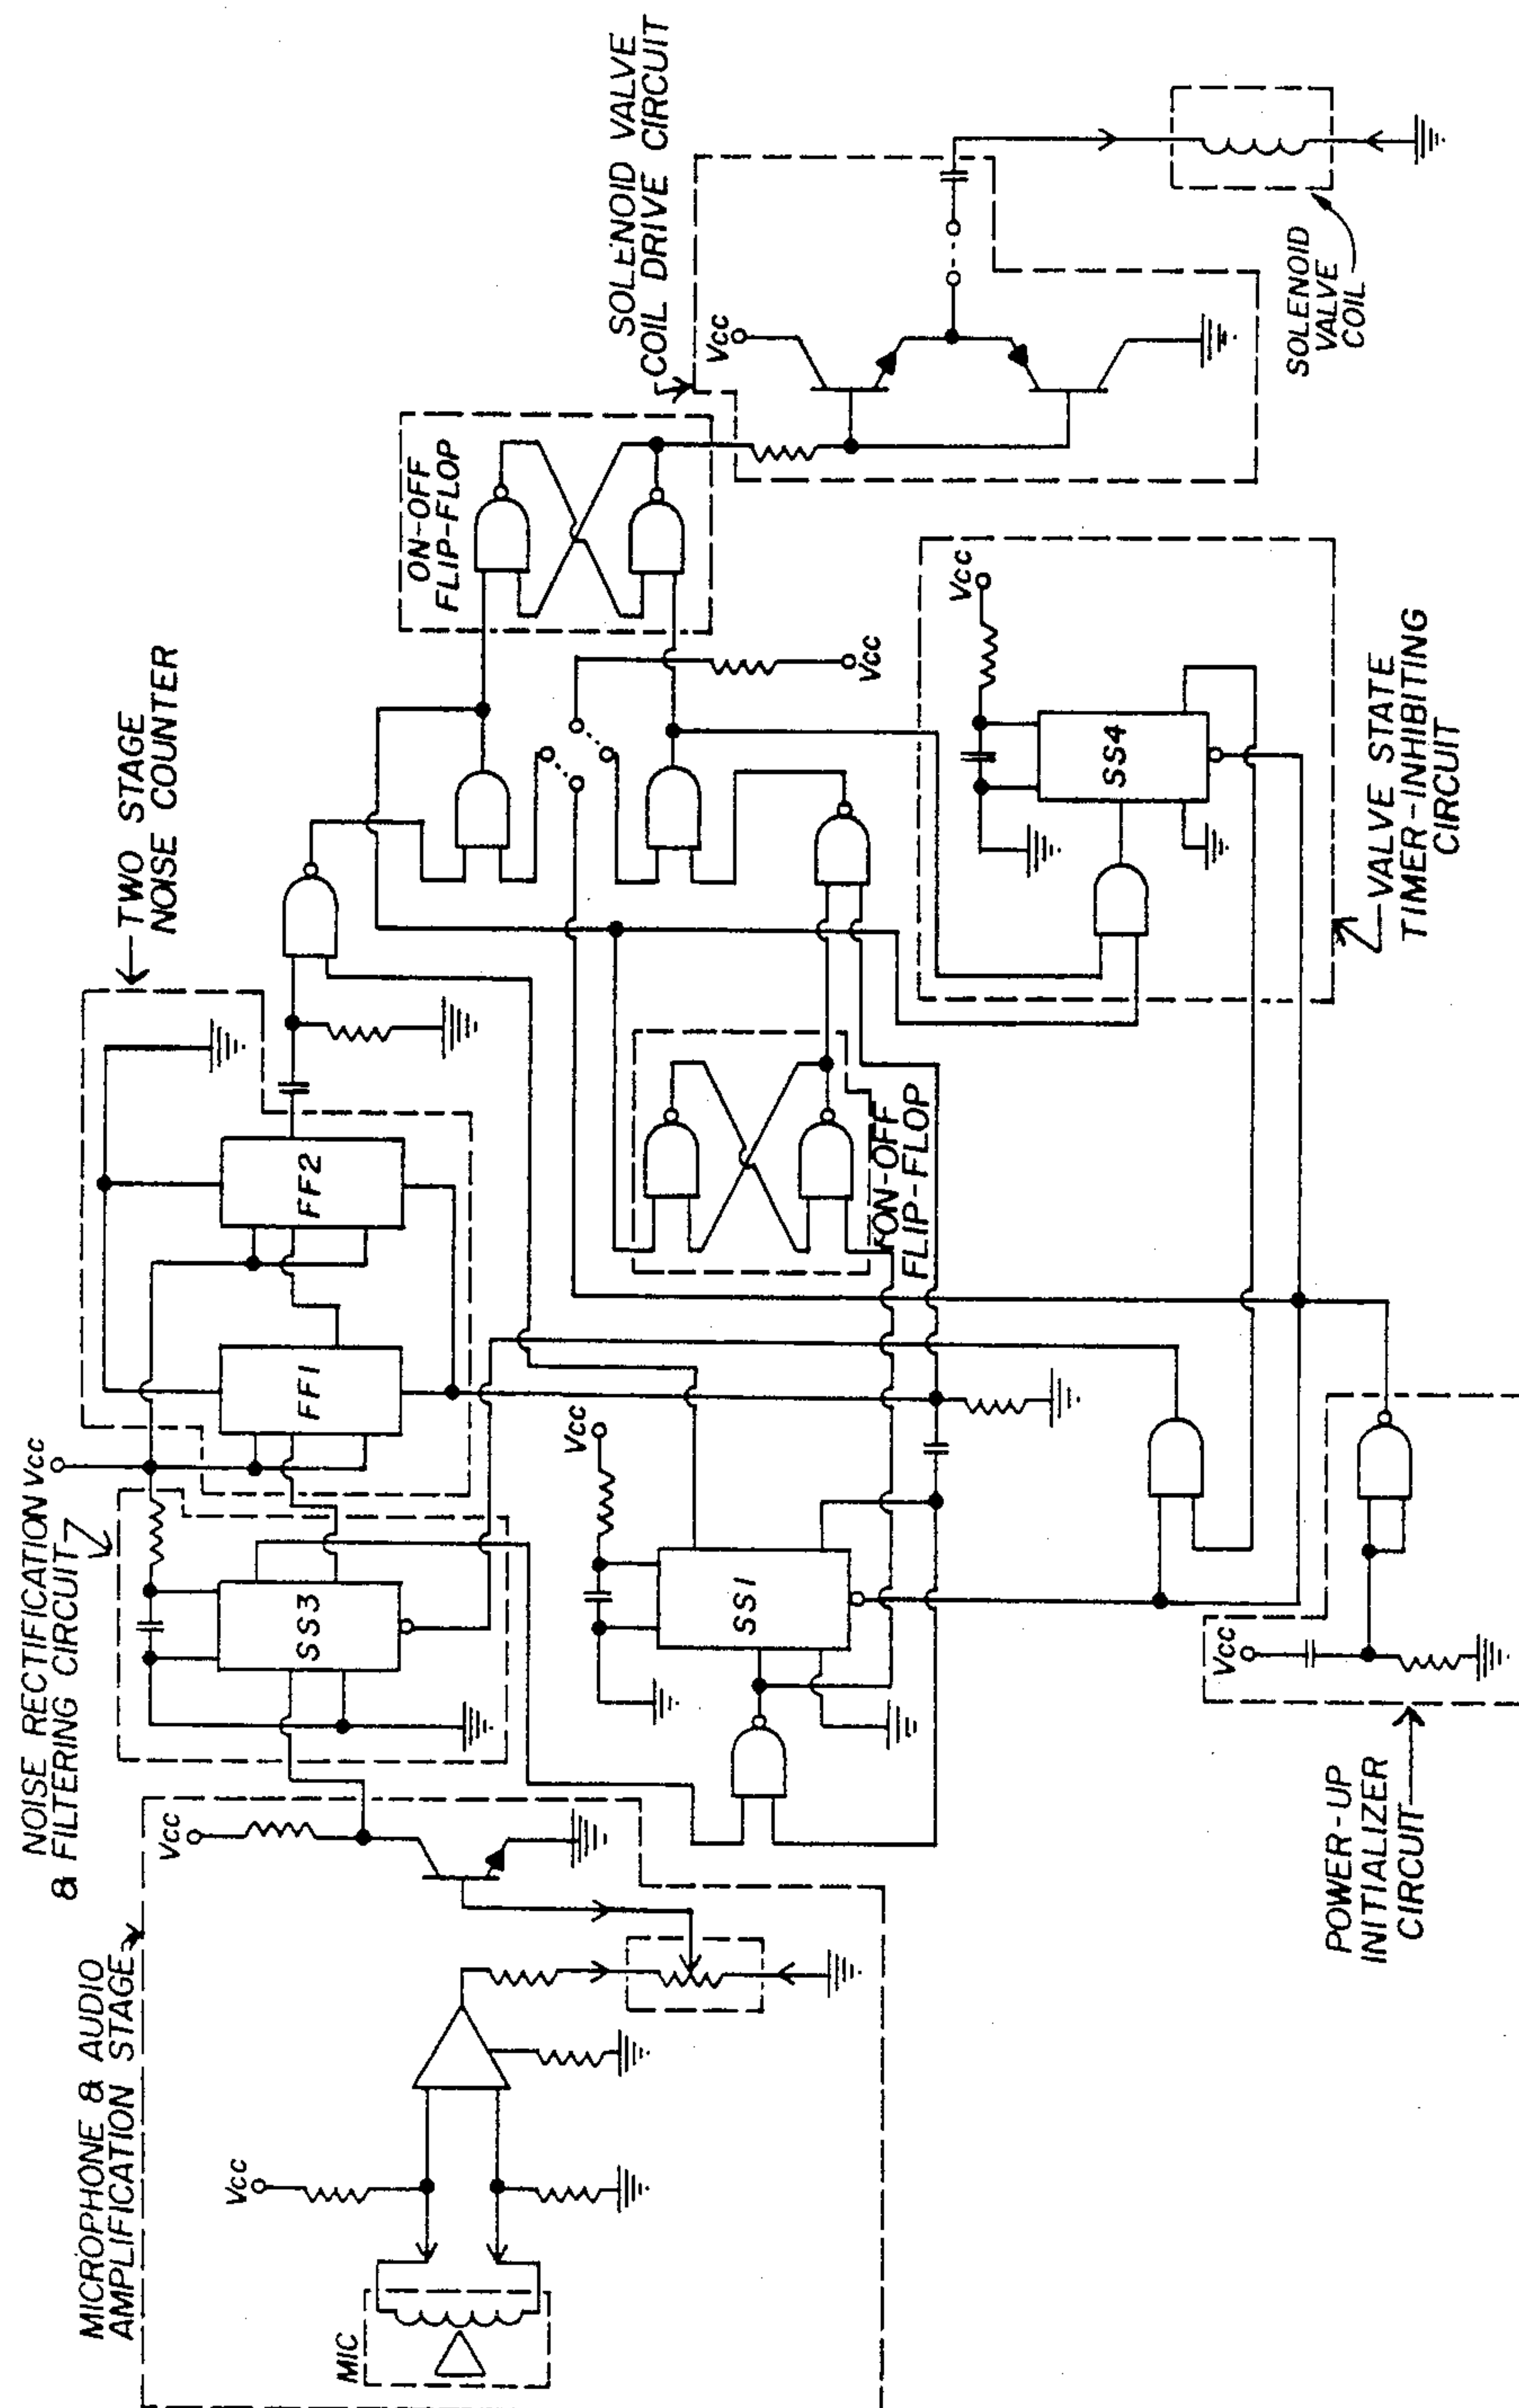 MICROPHONE & AUDIO
AMPLIFICATION STAGE
MIC
Vcc
Vcc
NOISE RECTIFICATION
& FILTERING CIRCUIT
Vcc
SS3
FF1
FF2
TWO STAGE
NOISE COUNTER
Vcc
SS1
ON-OFF
FLIP-FLOP
ON-OFF
FLIP-FLOP
Vcc
SOLENOID VALVE
COIL DRIVE CIRCUIT
Vcc
SOLENOID
VALVE
COIL
Vcc
SS4
VALVE STATE
TIMER-INHIBITING
CIRCUIT
Vcc
POWER-UP
INITIALIZER
CIRCUIT